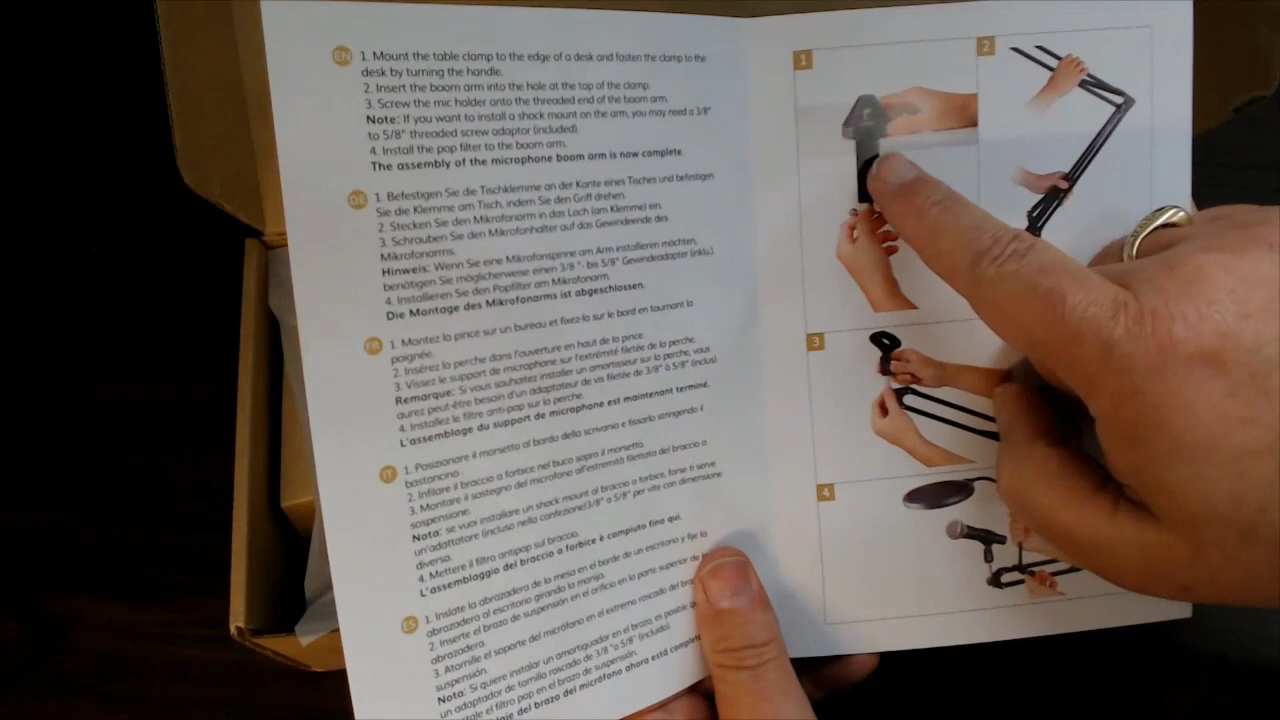 EN 1. Mount the table clamp to the edge of a desk and fasten the clamp to the
desk by turning the handle.
2. Insert the boom arm into the hole at the top of the clamp.
3. Screw the mic holder onto the threaded end of the boom arm.
Note: If you want to install a shock mount on the arm, you may need a 3/8"
to 5/8" threaded screw adaptor (included).
4. Install the pop filter to the boom arm.
The assembly of the microphone boom arm is now complete.
DE 1. Befestigen Sie die Tischklemme an der Kante eines Tisches und befestigen
Sie die Klemme am Tisch, indem Sie den Griff drehen.
2. Stecken Sie den Mikrofonarm in das Loch (am Klemme) ein.
3. Schrauben Sie den Mikrofonhalter auf das Gewindeende des
Mikrofonarms.
Hinweis: Wenn Sie eine Mikrofonspinne am Arm installieren möchten,
benötigen Sie möglicherweise einen 3/8 "- bis 5/8" Gewindeadapter (inklu.).
4. Installieren Sie den Popfilter am Mikrofonarm.
Die Montage des Mikrofonarms ist abgeschlossen.
FR 1. Montez la pince sur un bureau et fixez-la sur le bord en tournant la
poignée.
2. Insérez la perche dans l'ouverture en haut de la pince.
3. Vissez le support de microphone sur l'extrémité filetée de la perche.
Remarque: Si vous souhaitez installer un amortisseur sur la perche, vous
aurez peut-être besoin d'un adaptateur de vis filetée de 3/8" à 5/8" (inclus).
4. Installez le filtre anti-pop sur la perche.
L'assemblage du support de microphone est maintenant terminé.
IT 1. Posizionare il morsetto al bordo della scrivania e fissarlo stringendo il
bastoncino.
2. Infilare il braccio a forbice nel buco sopra il morsetto.
3. Montare il sostegno del microfono all'estremità filettata del braccio a
sospensione.
Nota: se vuoi installare un shock mount al braccio a forbice, forse ti serve
un'adattatore (incluso nella confezione)3/8" a 5/8" per vite con dimensione
diversa.
4. Mettere il filtro antipop sul braccio.
L'assemblaggio del braccio a forbice è compiuto fino qui.
ES 1. Instale la abrazadera de la mesa en el borde de un escritorio y fije la
abrazadera al escritorio girando la manija.
2. Inserte el brazo de suspensión en el orificio en la parte superior de
abrazadera.
3. Atornille el soporte del micrófono en el extremo roscado del
suspensión.
Nota: Si quiere instalar un amortiguador en el brazo, es posible
un adaptador de tornillo roscado de 3/8 "a 5/8" (incluido).
el filtro pop en el brazo de suspensión.
del brazo del micrófono ahora está
1
2
3
4